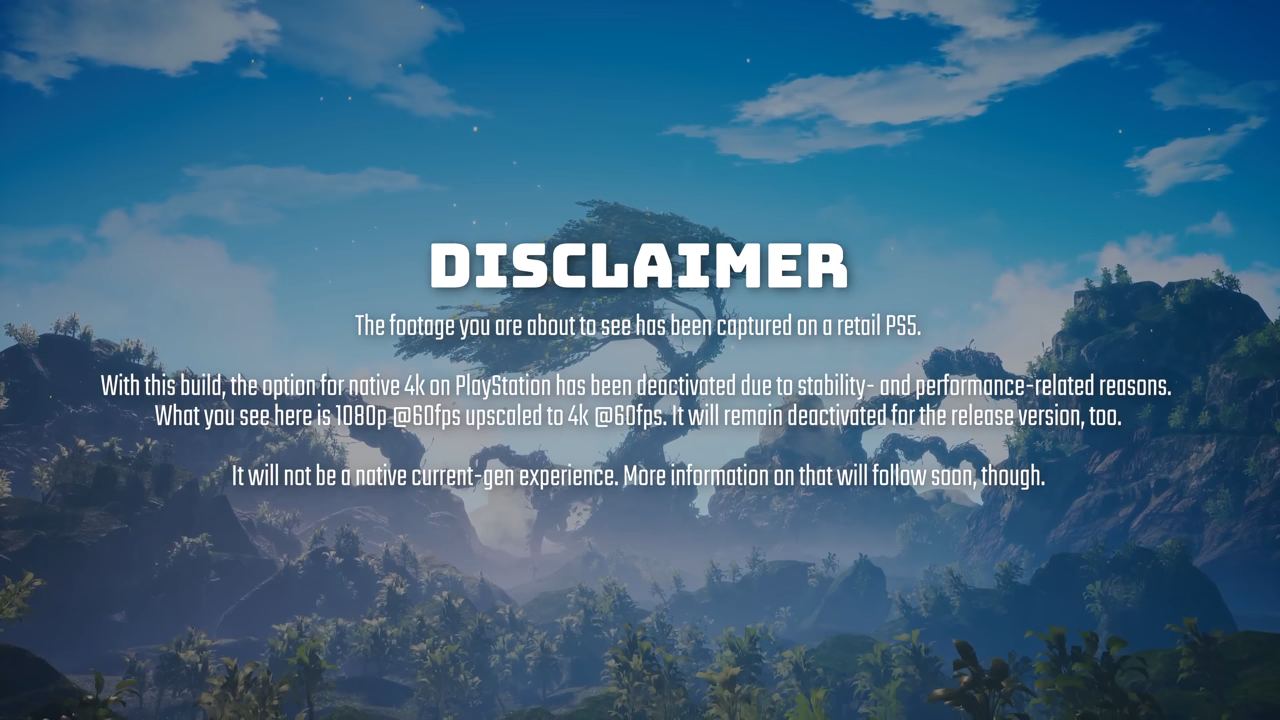 DISCLAIMER
The footage you are about to see has been captured on a retail PS5.
With this build, the option for native 4k on PlayStation has been deactivated due to stability- and performance-related reasons.
What you see here is 1080p @60fps upscaled to 4k @60fps. It will remain deactivated for the release version, too.
It will not be a native current-gen experience. More information on that will follow soon, though.